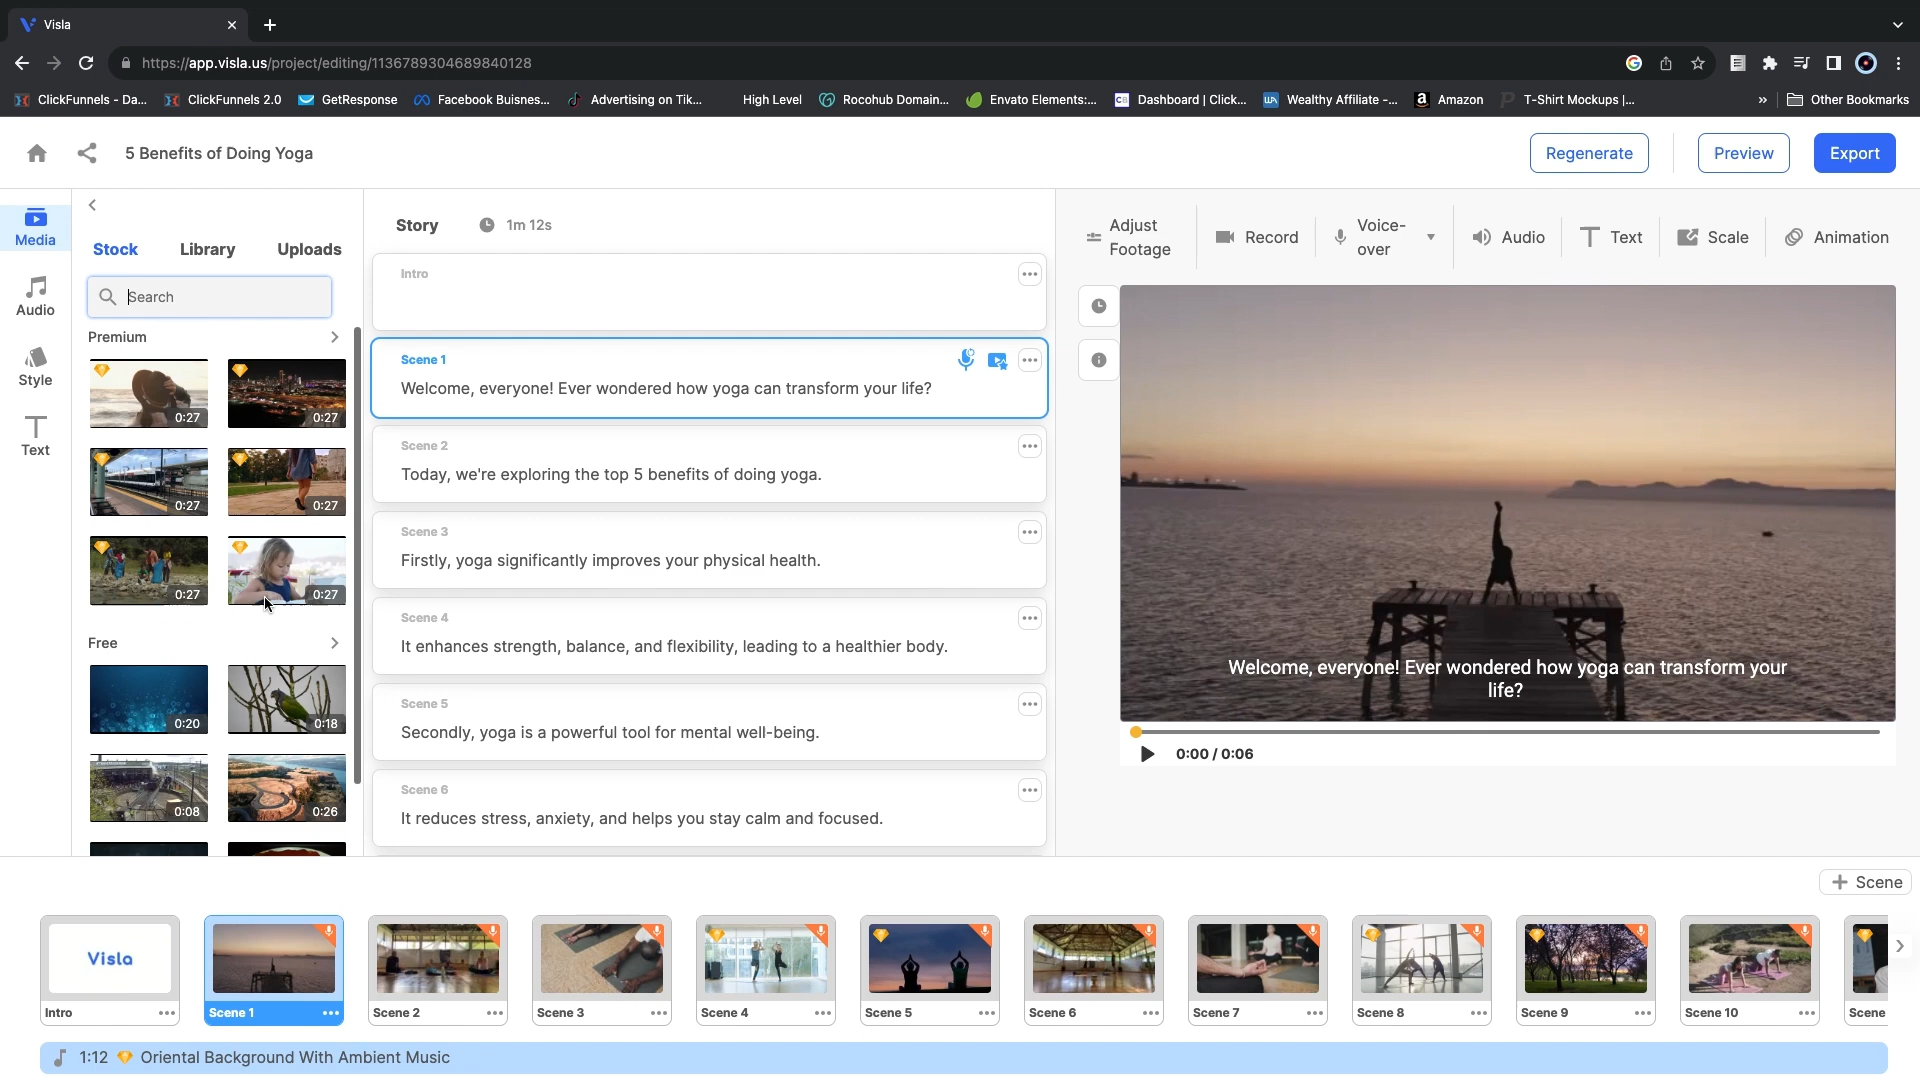 Visla
https://app.visla.us/project/editing/1136789304689840128
ClickFunnels - Da...
ClickFunnels 2.0
GetResponse
Facebook Buisnes...
Advertising on Tik...
High Level
Rocohub Domain...
Envato Elements:...
Dashboard | Click...
Wealthy Affiliate -...
Amazon
T-Shirt Mockups |...
»
Other Bookmarks
5 Benefits of Doing Yoga
Regenerate
Preview
Export
Media
Audio
Style
Text
Stock
Library
Uploads
Search
Premium
0:27
0:27
0:27
0:27
0:27
0:27
Free
0:20
0:18
0:08
0:26
Story
1m 12s
Intro
Scene 1
Welcome, everyone! Ever wondered how yoga can transform your life?
Scene 2
Today, we're exploring the top 5 benefits of doing yoga.
Scene 3
Firstly, yoga significantly improves your physical health.
Scene 4
It enhances strength, balance, and flexibility, leading to a healthier body.
Scene 5
Secondly, yoga is a powerful tool for mental well-being.
Scene 6
It reduces stress, anxiety, and helps you stay calm and focused.
Adjust
Footage
Record
Voice-
over
Audio
Text
Scale
Animation
Welcome, everyone! Ever wondered how yoga can transform your
life?
0:00 / 0:06
+ Scene
Visla
Intro
Scene 1
Scene 2
Scene 3
Scene 4
Scene 5
Scene 6
Scene 7
Scene 8
Scene 9
Scene 10
Scene
1:12 Oriental Background With Ambient Music